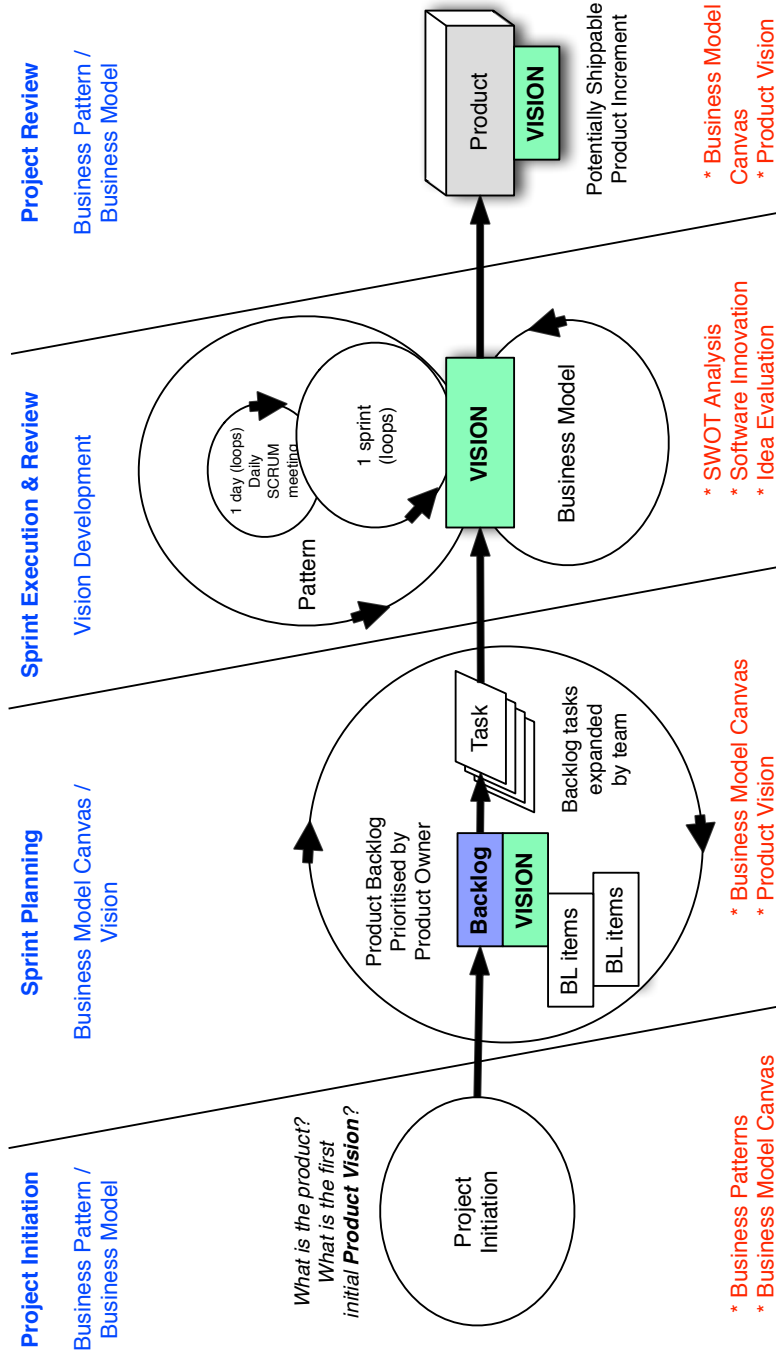 Project Initiation
Business Pattern /
Business Model
What is the product?
What is the first
initial Product Vision?
Project
Initiation
* Business Patterns
* Business Model Canvas
Sprint Planning
Business Model Canvas /
Vision
Product Backlog
Prioritised by
Product Owner
Backlog
VISION
BL items
BL items
Task
Backlog tasks
expanded
by team
* Business Model Canvas
* Product Vision
Sprint Execution & Review
Vision Development
1 day (loops)
Daily
SCRUM
meeting
1 sprint
(loops)
Pattern
VISION
Business Model
* SWOT Analysis
* Software Innovation
* Idea Evaluation
Project Review
Business Pattern /
Business Model
Product
VISION
Potentially Shippable
Product Increment
* Business Model
Canvas
* Product Vision